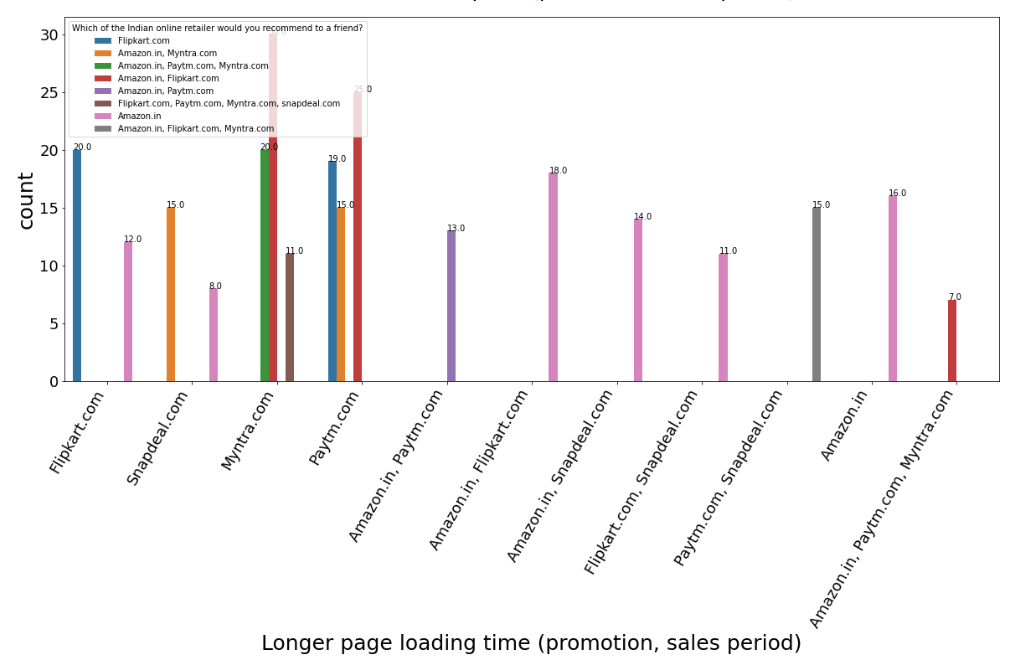 Which of the Indian online retailer would you recommend to a friend?
Flipkart.com
Amazon.in, Myntra.com
Amazon.in, Paytm.com, Myntra.com
Amazon.in, Flipkart.com
Amazon.in, Paytm.com
Flipkart.com, Paytm.com, Myntra.com, snapdeal.com
Amazon.in
Amazon.in, Flipkart.com, Myntra.com
count
30
25
20
15
10
5
0
20.0
12.0
15.0
8.0
20.0
11.0
19.0
15.0
25.0
13.0
18.0
14.0
11.0
15.0
16.0
7.0
Flipkart.com
Snapdeal.com
Myntra.com
Paytm.com
Amazon.in, Paytm.com
Amazon.in, Flipkart.com
Amazon.in, Snapdeal.com
Flipkart.com, Snapdeal.com
Paytm.com, Snapdeal.com
Amazon.in
Amazon.in, Paytm.com, Myntra.com
Longer page loading time (promotion, sales period)